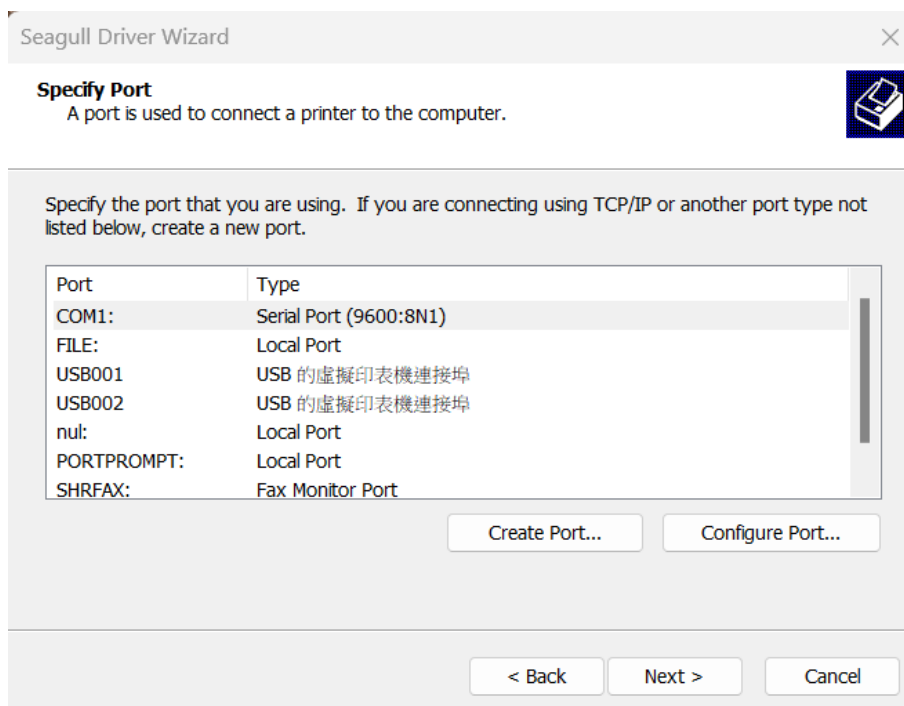 Seagull Driver Wizard
Specify Port
A port is used to connect a printer to the computer.
Specify the port that you are using. If you are connecting using TCP/IP or another port type not
listed below, create a new port.
Port Type
COM1: Serial Port (9600:8N1)
FILE: Local Port
USB001 USB 的虛擬印表機連接埠
USB002 USB 的虛擬印表機連接埠
nul: Local Port
PORTPROMPT: Local Port
SHRFAX: Fax Monitor Port
Create Port... Configure Port...
< Back Next > Cancel